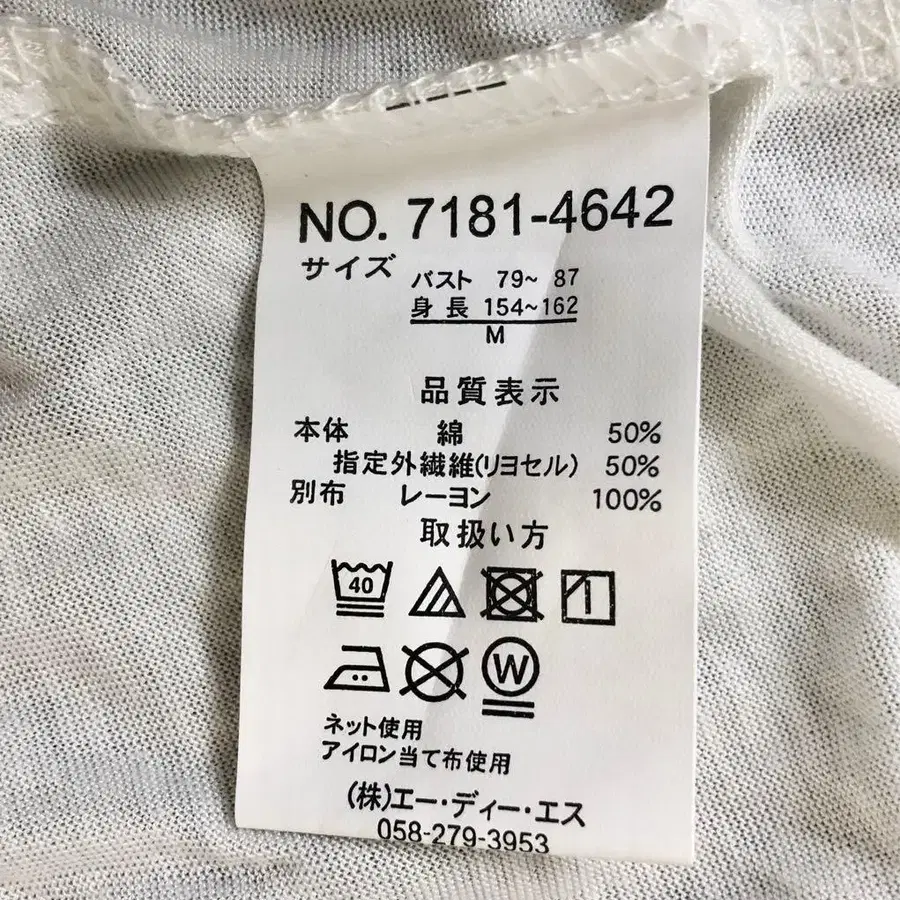 NO. 7181-4642
サイズ バスト 79~ 87
身長 154~162
M
品質表示
本体 綿 50%
指定外繊維(リヨセル) 50%
別布 レーヨン 100%
取扱い方
40
W
ネット使用
アイロン当て布使用
(株)エー・ディー・エス
058-279-3953